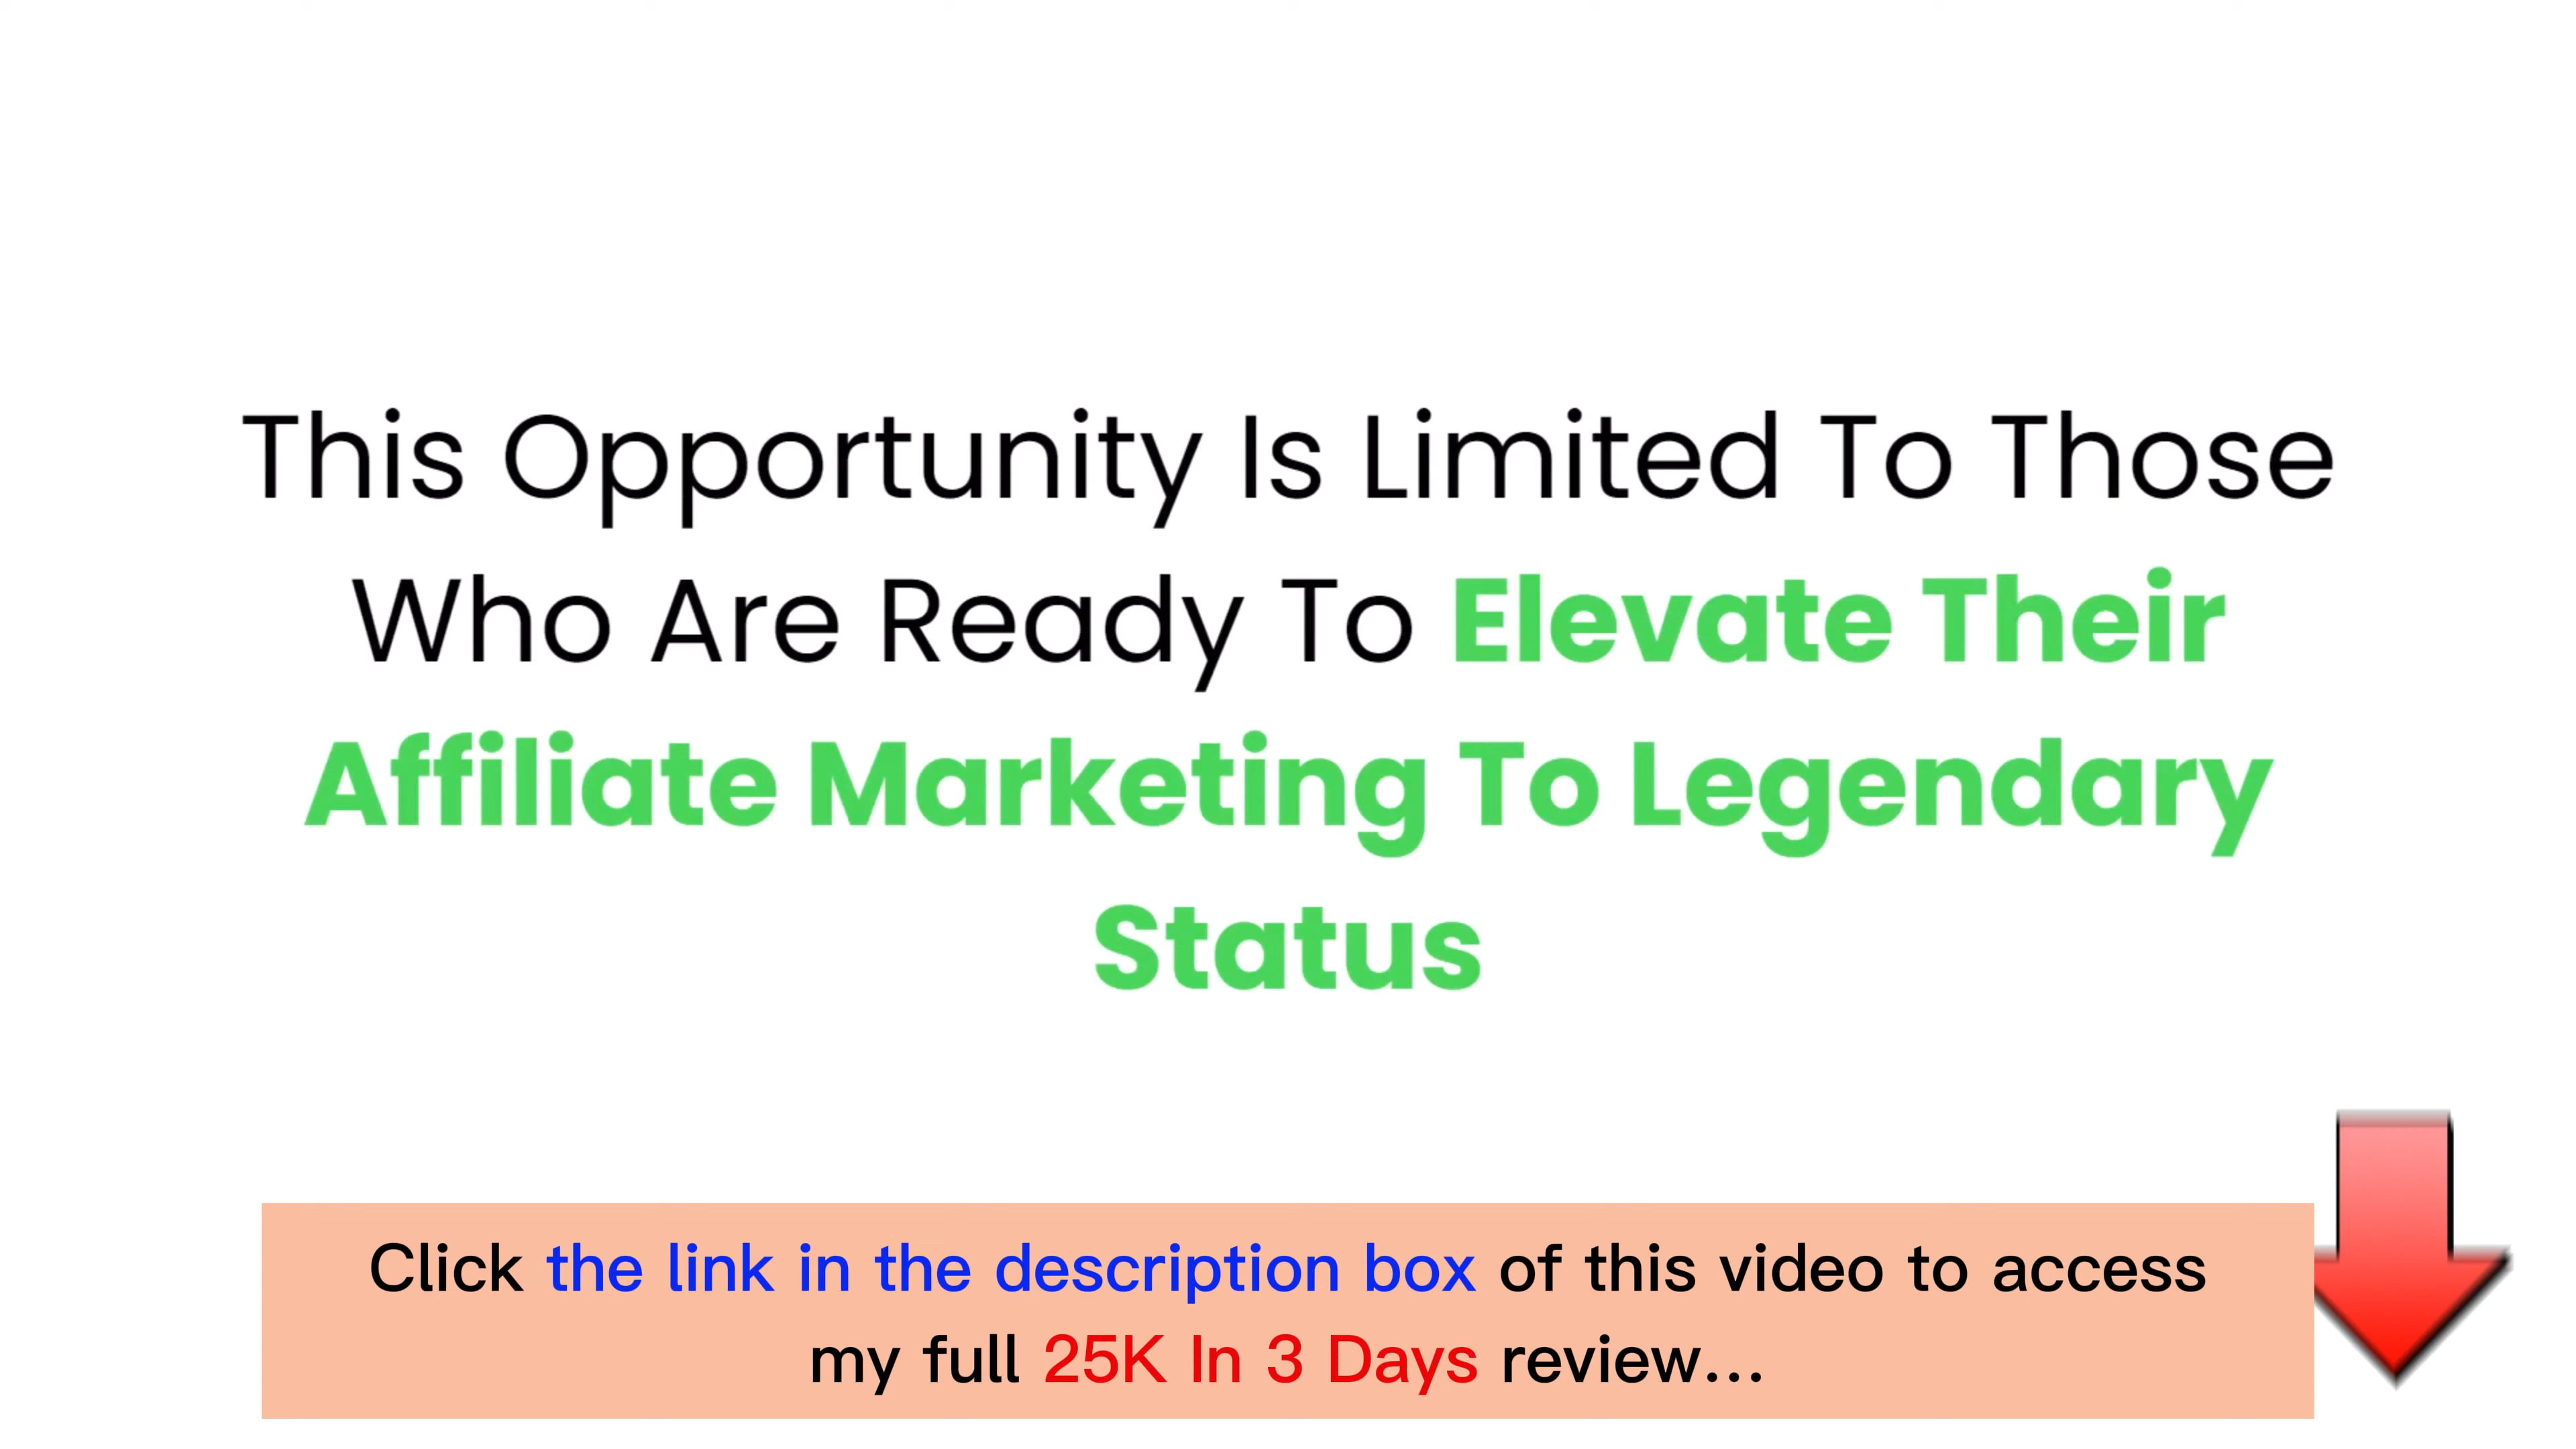 This Opportunity Is Limited To Those
Who Are Ready To Elevate Their
Affiliate Marketing To Legendary
Status
Click the link in the description box of this video to access
my full 25K In 3 Days review...